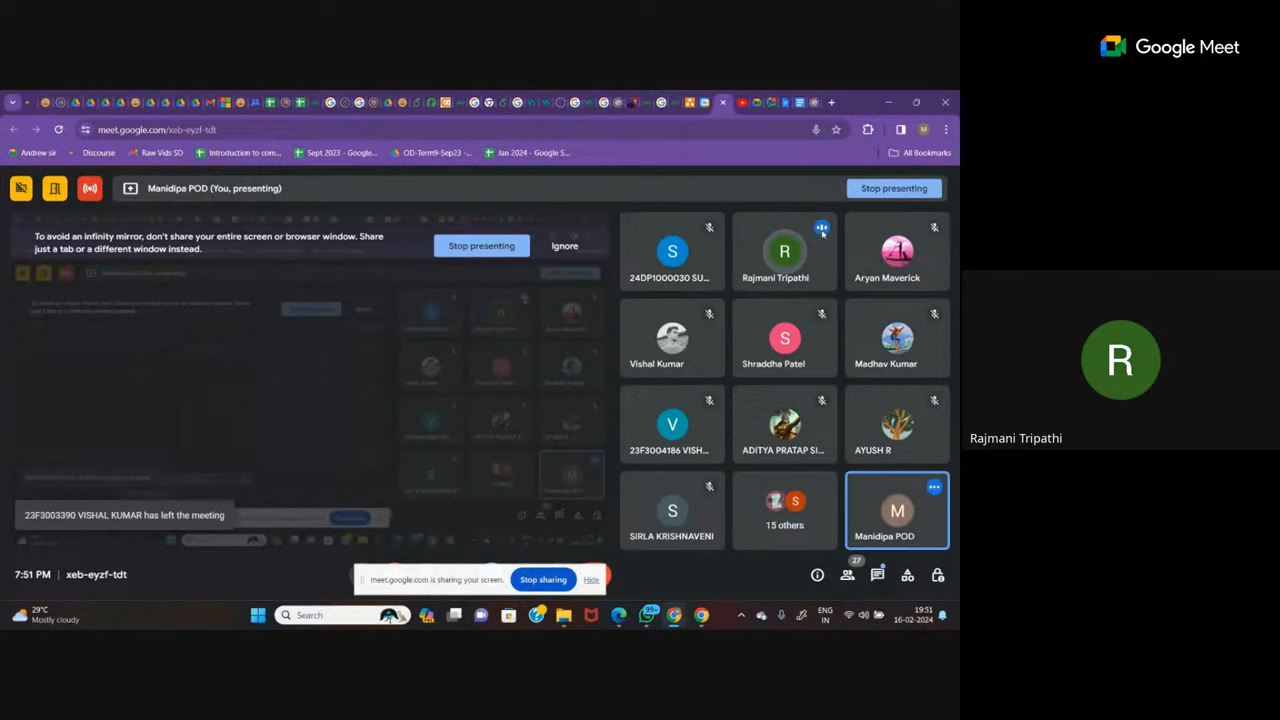 Google Meet
meet.google.com/xeb-eyzf-tdt
Andrew sir
Discourse
Raw Vids SD
Introduction to com...
Sept 2023 - Google...
OD-Term9-Sep23 - ...
Jan 2024 - Google S...
All Bookmarks
Manidipa POD (You, presenting)
Stop presenting
To avoid an infinity mirror, don't share your entire screen or browser window. Share
just a tab or a different window instead.
Stop presenting
Ignore
24DP1000030 SU...
R
Rajmani Tripathi
Aryan Maverick
S
Vishal Kumar
S
Shraddha Patel
Madhav Kumar
V
23F3004186 VISH...
ADITYA PRATAP SI...
AYUSH R
S
SIRLA KRISHNAVENI
S
15 others
M
Manidipa POD
23F3003390 VISHAL KUMAR has left the meeting
7:51 PM | xeb-eyzf-tdt
meet.google.com is sharing your screen.
Stop sharing
Hide
27
29°C
Mostly cloudy
Search
99+
ENG
IN
19:51
16-02-2024
R
Rajmani Tripathi